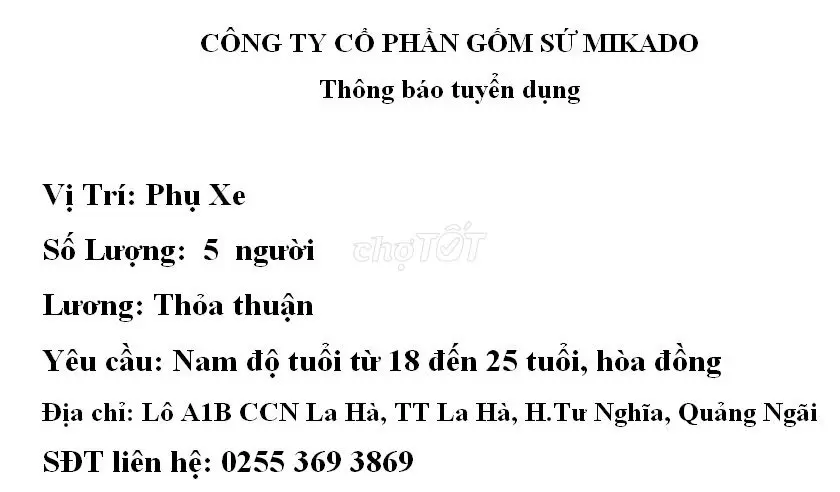 CÔNG TY CỔ PHẦN GỐM SỨ MIKADO
Thông báo tuyển dụng
Vị Trí: Phụ Xe
Số Lượng: 5 người
chợTỐT
Lương: Thỏa thuận
Yêu cầu: Nam độ tuổi từ 18 đến 25 tuổi, hòa đồng
Địa chỉ: Lô A1B CCN La Hà, TT La Hà, H.Tư Nghĩa, Quảng Ngãi
SĐT liên hệ: 0255 369 3869